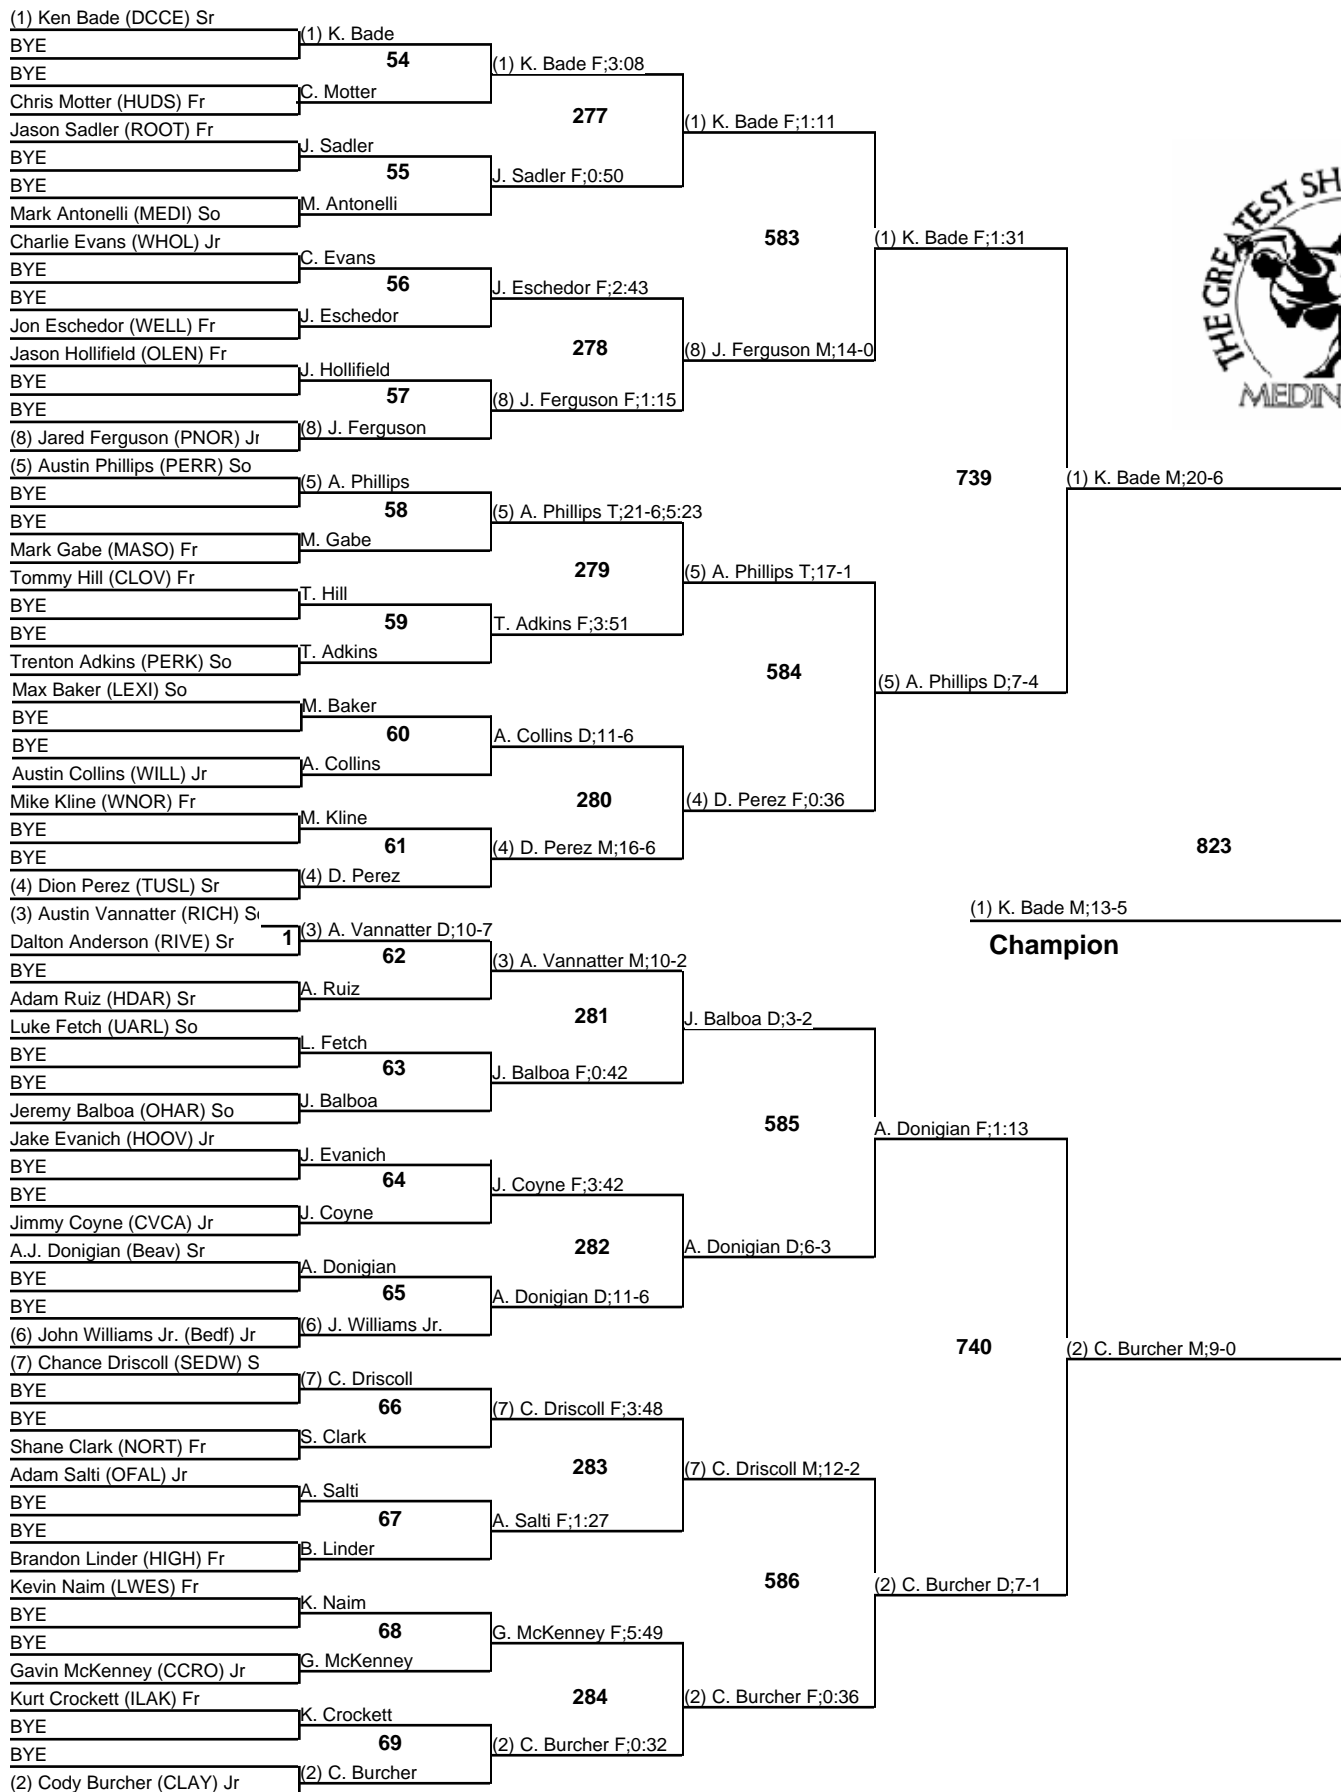 (1) Ken Bade (DCCE) Sr
BYE
BYE
Chris Motter (HUDS) Fr
Jason Sadler (ROOT) Fr
BYE
BYE
Mark Antonelli (MEDI) So
Charlie Evans (WHOL) Jr
BYE
BYE
Jon Eschedor (WELL) Fr
Jason Hollifield (OLEN) Fr
BYE
BYE
(8) Jared Ferguson (PNOR) Jr
(5) Austin Phillips (PERR) So
BYE
BYE
Mark Gabe (MASO) Fr
Tommy Hill (CLOV) Fr
BYE
BYE
Trenton Adkins (PERK) So
Max Baker (LEXI) So
BYE
BYE
Austin Collins (WILL) Jr
Mike Kline (WNOR) Fr
BYE
BYE
(4) Dion Perez (TUSL) Sr
(3) Austin Vannatter (RICH) S
Dalton Anderson (RIVE) Sr
1
BYE
Adam Ruiz (HDAR) Sr
Luke Fetch (UARL) So
BYE
BYE
Jeremy Balboa (OHAR) So
Jake Evanich (HOOV) Jr
BYE
BYE
Jimmy Coyne (CVCA) Jr
A.J. Donigian (Beav) Sr
BYE
BYE
(6) John Williams Jr. (Bedf) Jr
(7) Chance Driscoll (SEDW) S
BYE
BYE
Shane Clark (NORT) Fr
Adam Salti (OFAL) Jr
BYE
BYE
Brandon Linder (HIGH) Fr
Kevin Naim (LWES) Fr
BYE
BYE
Gavin McKenney (CCRO) Jr
Kurt Crockett (ILAK) Fr
BYE
BYE
(2) Cody Burcher (CLAY) Jr
(1) K. Bade
54
C. Motter
J. Sadler
55
M. Antonelli
C. Evans
56
J. Eschedor
J. Hollifield
57
(8) J. Ferguson
(5) A. Phillips
58
M. Gabe
T. Hill
59
T. Adkins
M. Baker
60
A. Collins
M. Kline
61
(4) D. Perez
(3) A. Vannatter D;10-7
62
A. Ruiz
L. Fetch
63
J. Balboa
J. Evanich
64
J. Coyne
A. Donigian
65
(6) J. Williams Jr.
(7) C. Driscoll
66
S. Clark
A. Salti
67
B. Linder
K. Naim
68
G. McKenney
K. Crockett
69
(2) C. Burcher
(1) K. Bade F;3:08
277
J. Sadler F;0:50
J. Eschedor F;2:43
278
(8) J. Ferguson F;1:15
(5) A. Phillips T;21-6;5:23
279
T. Adkins F;3:51
A. Collins D;11-6
280
(4) D. Perez M;16-6
(3) A. Vannatter M;10-2
281
J. Balboa F;0:42
J. Coyne F;3:42
282
A. Donigian D;11-6
(7) C. Driscoll F;3:48
283
A. Salti F;1:27
G. McKenney F;5:49
284
(2) C. Burcher F;0:32
(1) K. Bade F;1:11
583
(8) J. Ferguson M;14-0
(5) A. Phillips T;17-1
584
(4) D. Perez F;0:36
J. Balboa D;3-2
585
A. Donigian D;6-3
(7) C. Driscoll M;12-2
586
(2) C. Burcher F;0:36
(1) K. Bade F;1:31
739
(5) A. Phillips D;7-4
A. Donigian F;1:13
740
(2) C. Burcher D;7-1
(1) K. Bade M;20-6
823
(2) C. Burcher M;9-0
(1) K. Bade M;13-5
Champion
THE GREATEST SH
MEDIN